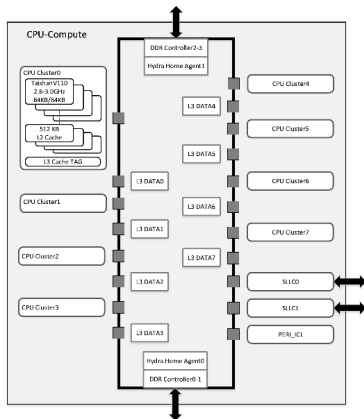 CPU-Compute
DDR Controller2-3
Hydra Home Agent1
CPU Cluster0
TaishanV110
2.6-3.0GHz
64KB/64KB
512 KB
L2 Cache
L3 Cache TAG
CPU Cluster1
CPU Cluster2
CPU Cluster3
L3 DATA0
L3 DATA1
L3 DATA2
L3 DATA3
L3 DATA4
L3 DATA5
L3 DATA6
L3 DATA7
CPU Cluster4
CPU Cluster5
CPU Cluster6
CPU Cluster7
SLLC0
SLLC1
PERI_ICL
Hydra Home Agent0
DDR Controller0-1